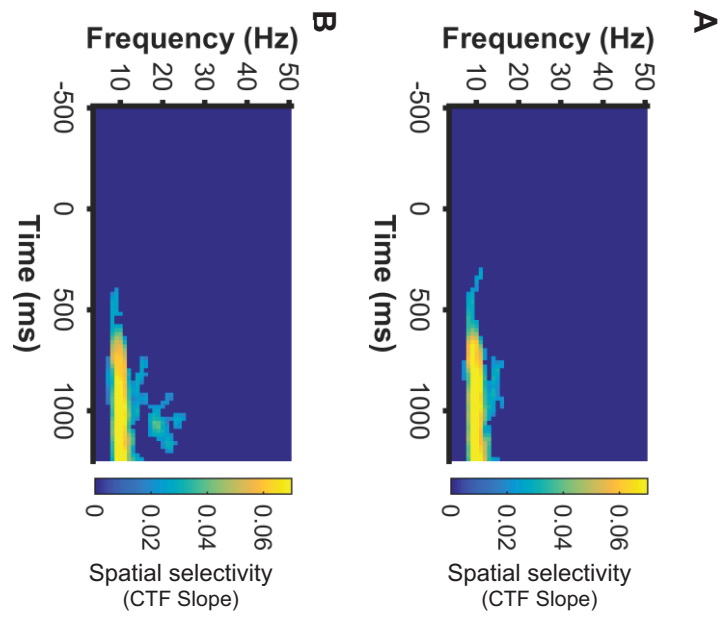 A
Frequency (Hz)
50
40
30
20
10
-500
0
500
1000
Time (ms)
0
0.02
0.04
0.06
Spatial selectivity
(CTF Slope)
B
Frequency (Hz)
50
40
30
20
10
-500
0
500
1000
Time (ms)
0
0.02
0.04
0.06
Spatial selectivity
(CTF Slope)